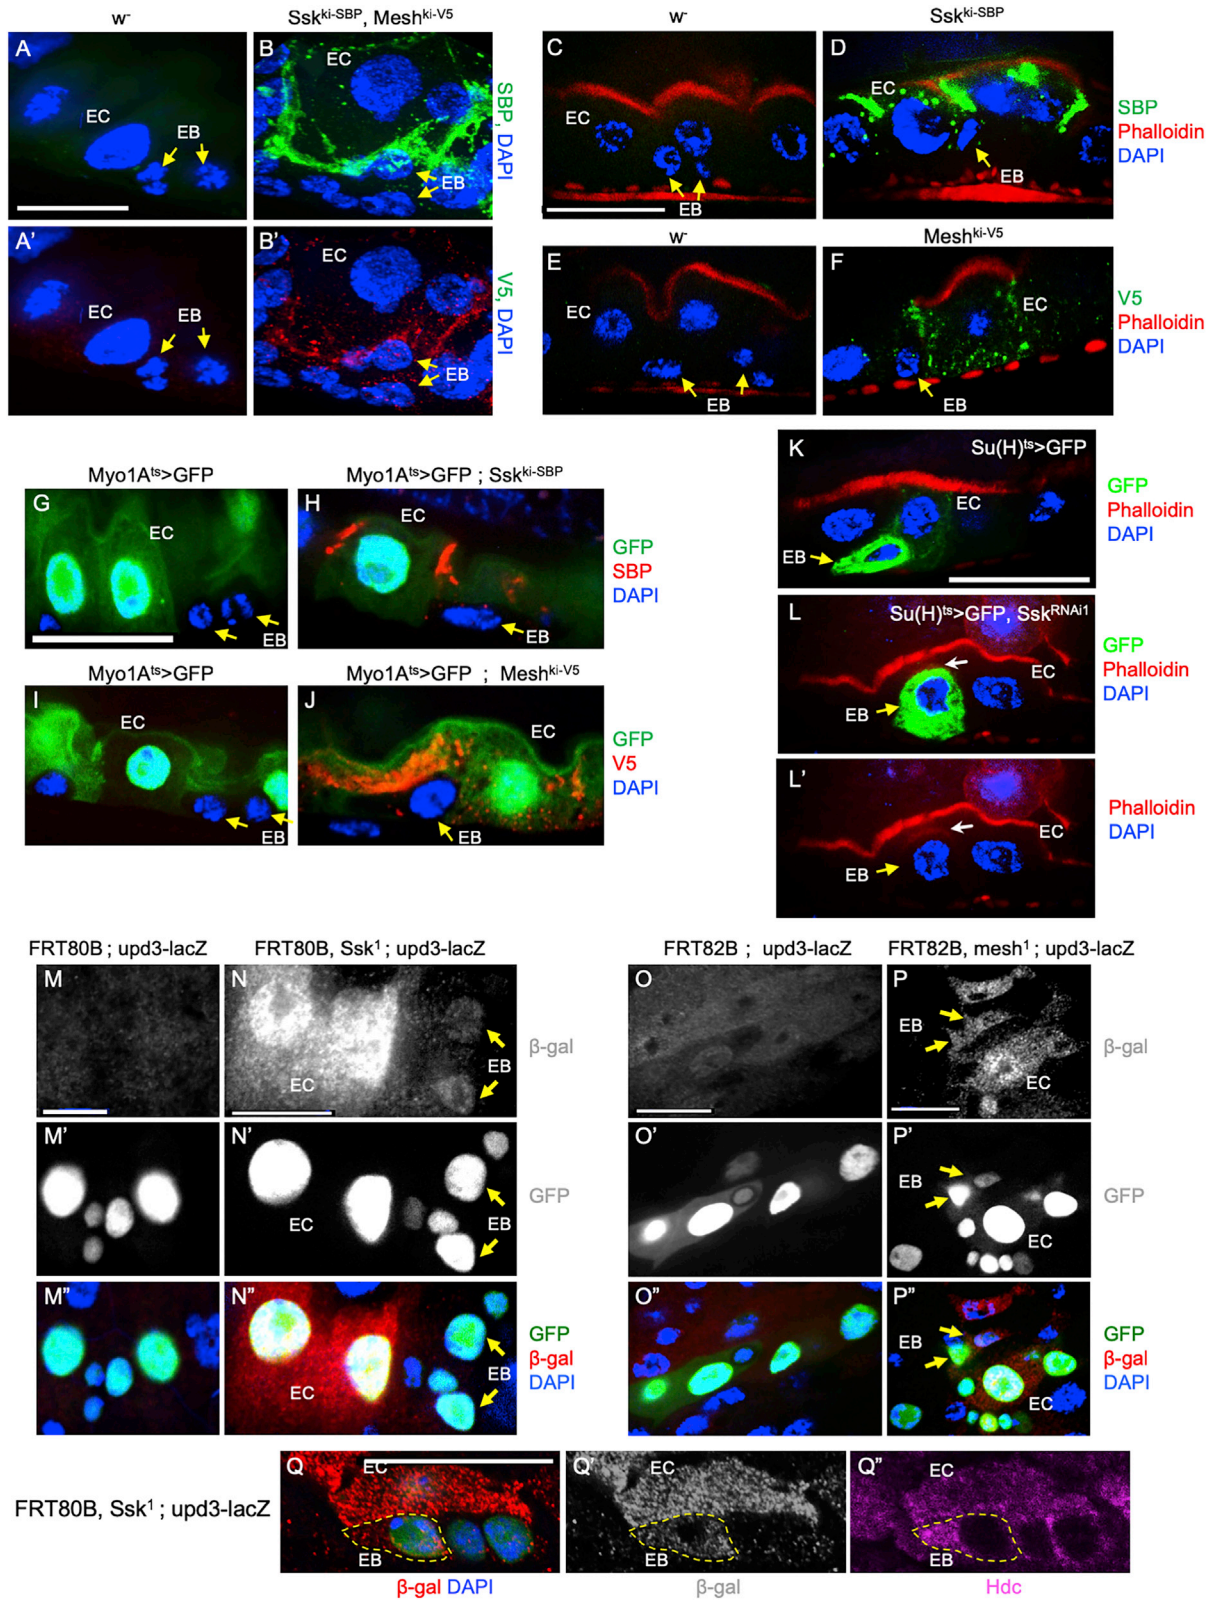 w-
Ssk^ki-SBP, Mesh^ki-V5
w-
Ssk^ki-SBP
A
EC
EB
B
EC
EB
SBP, DAPI
C
EC
EB
D
EC
EB
SBP
Phalloidin
DAPI
A'
EC
EB
B'
EC
EB
V5, DAPI
w-
Mesh^ki-V5
E
EC
EB
F
EC
EB
V5
Phalloidin
DAPI
Myo1A^ts>GFP
Myo1A^ts>GFP ; Ssk^ki-SBP
G
EC
EB
H
EC
EB
GFP
SBP
DAPI
Myo1A^ts>GFP
Myo1A^ts>GFP ; Mesh^ki-V5
I
EC
EB
J
EC
EB
GFP
V5
DAPI
K
Su(H)^ts>GFP
EC
EB
GFP
Phalloidin
DAPI
L
Su(H)^ts>GFP, Ssk^RNAi1
EC
EB
GFP
Phalloidin
DAPI
L'
EC
EB
Phalloidin
DAPI
FRT80B ; upd3-lacZ
FRT80B, Ssk^1 ; upd3-lacZ
FRT82B ; upd3-lacZ
FRT82B, mesh^1 ; upd3-lacZ
M
N
EC
EB
β-gal
O
P
EB
EC
β-gal
M'
N'
EC
EB
GFP
O'
P'
EB
EC
GFP
M"
N"
EC
EB
GFP
β-gal
DAPI
O"
P"
EB
EC
GFP
β-gal
DAPI
FRT80B, Ssk^1 ; upd3-lacZ
Q
EC
EB
Q'
EC
EB
Q"
EC
EB
β-gal DAPI
β-gal
Hdc